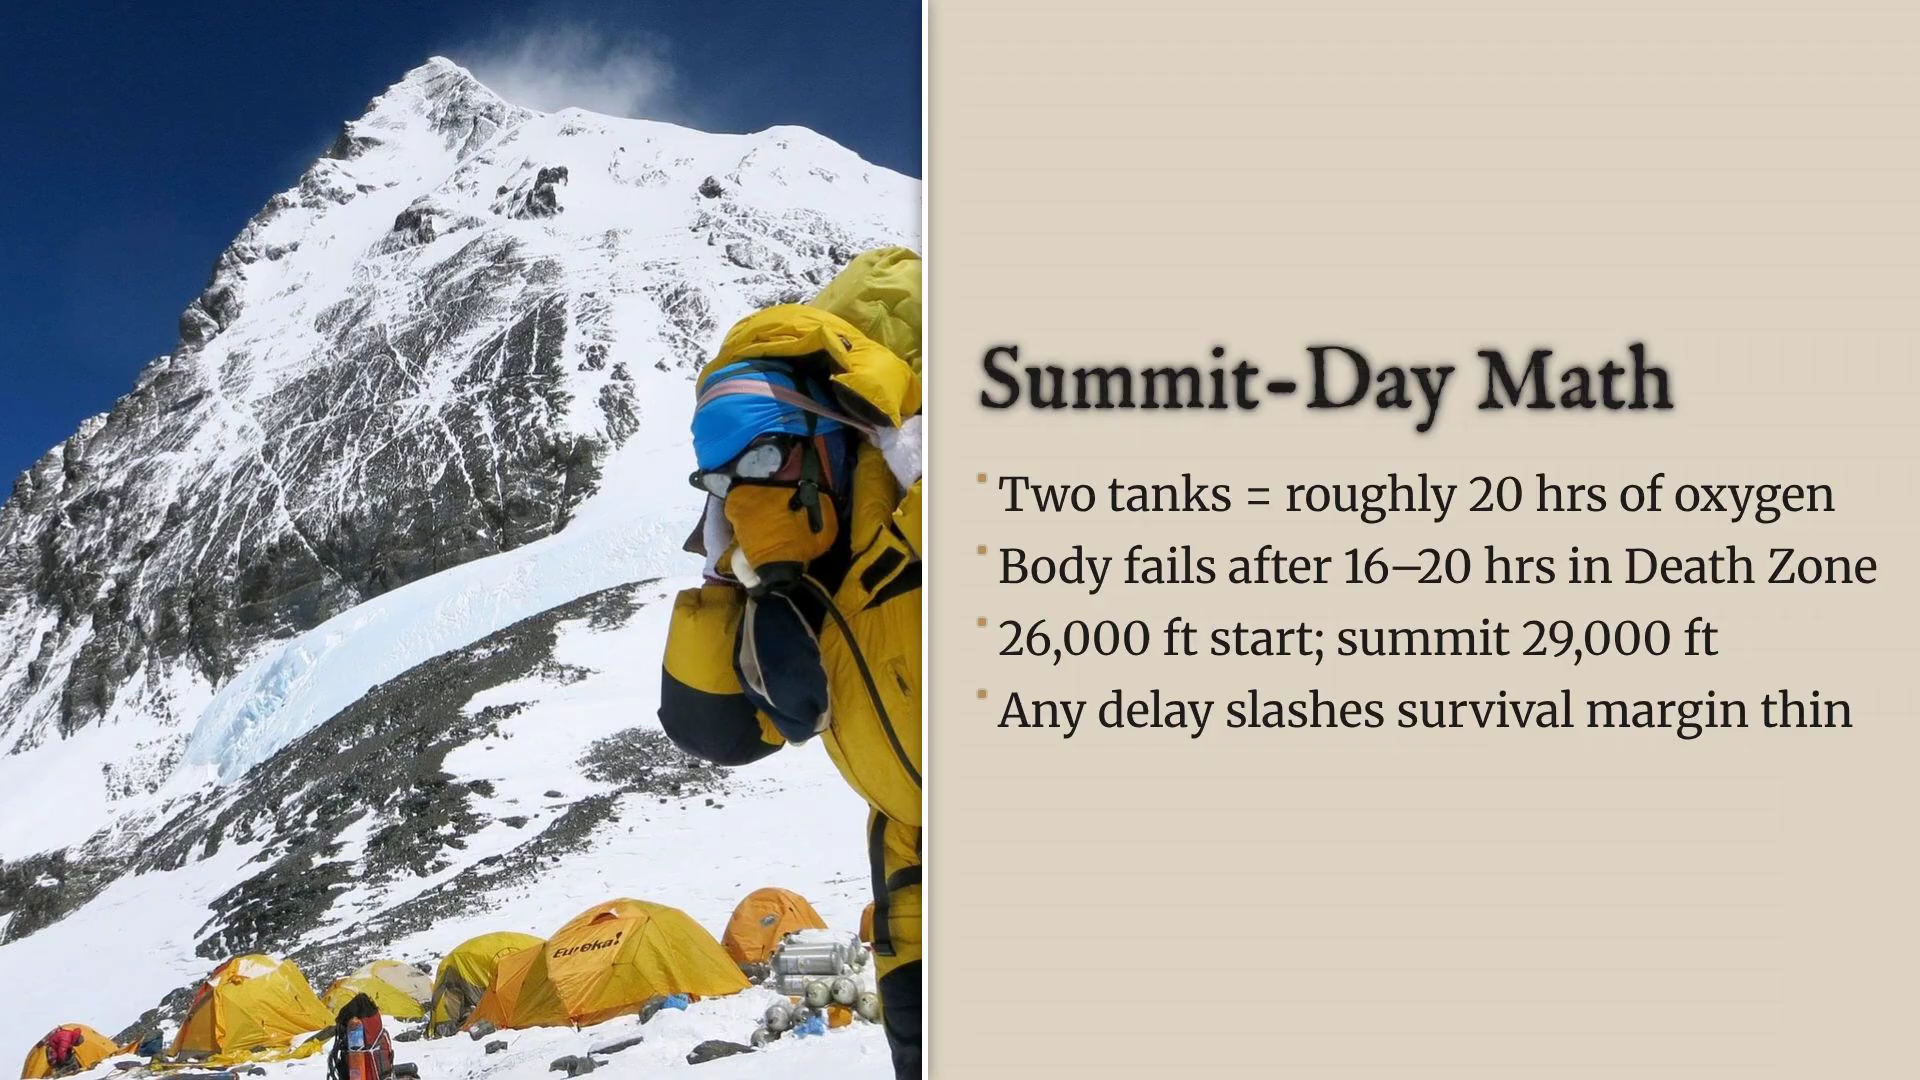 Summit-Day Math
Two tanks = roughly 20 hrs of oxygen
Body fails after 16–20 hrs in Death Zone
26,000 ft start; summit 29,000 ft
Any delay slashes survival margin thin
Eureka!